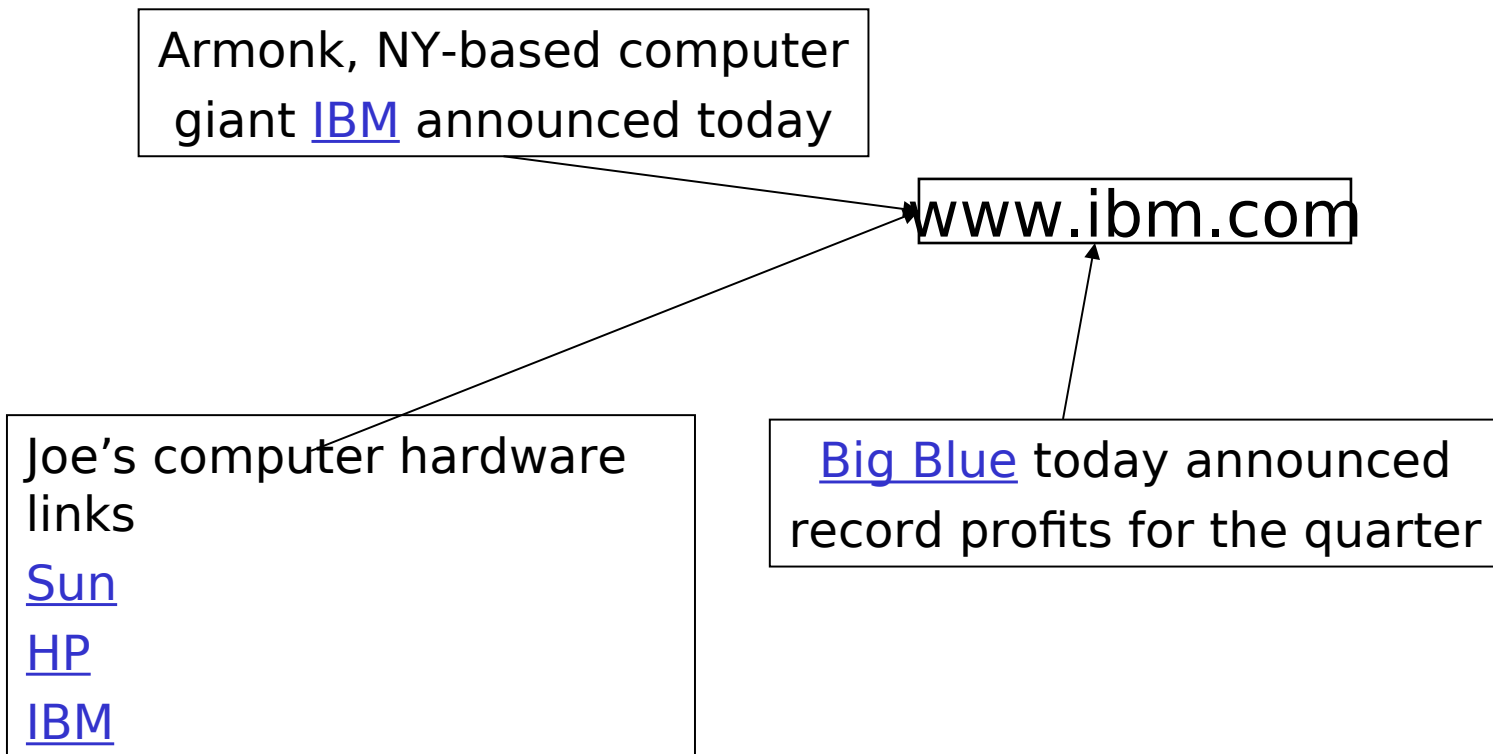 Armonk, NY-based computer
giant IBM announced today
www.ibm.com
Joe’s computer hardware
links
Sun
HP
IBM
Big Blue today announced
record profits for the quarter